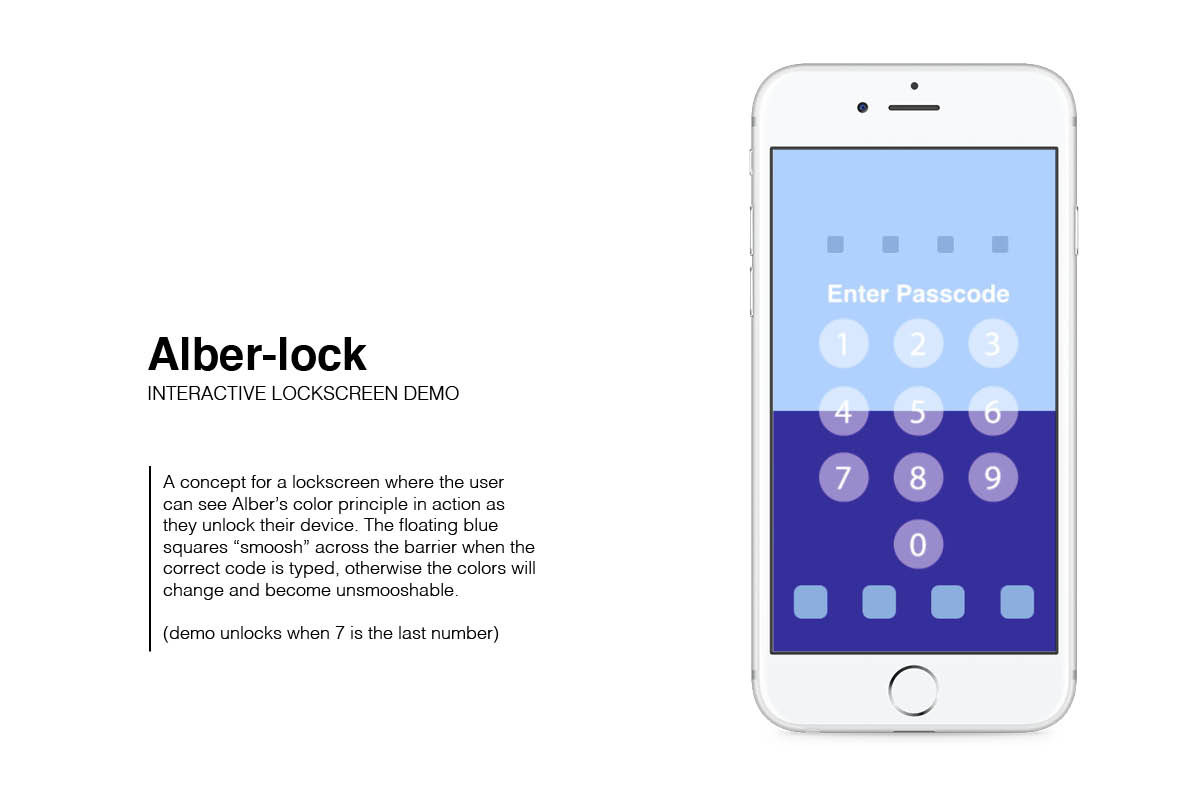 Alber-lock
INTERACTIVE LOCKSCREEN DEMO
A concept for a lockscreen where the user
can see Alber’s color principle in action as
they unlock their device. The floating blue
squares “smoosh” across the barrier when the
correct code is typed, otherwise the colors will
change and become unsmooshable.
(demo unlocks when 7 is the last number)
Enter Passcode
1 2 3
4 5 6
7 8 9
0